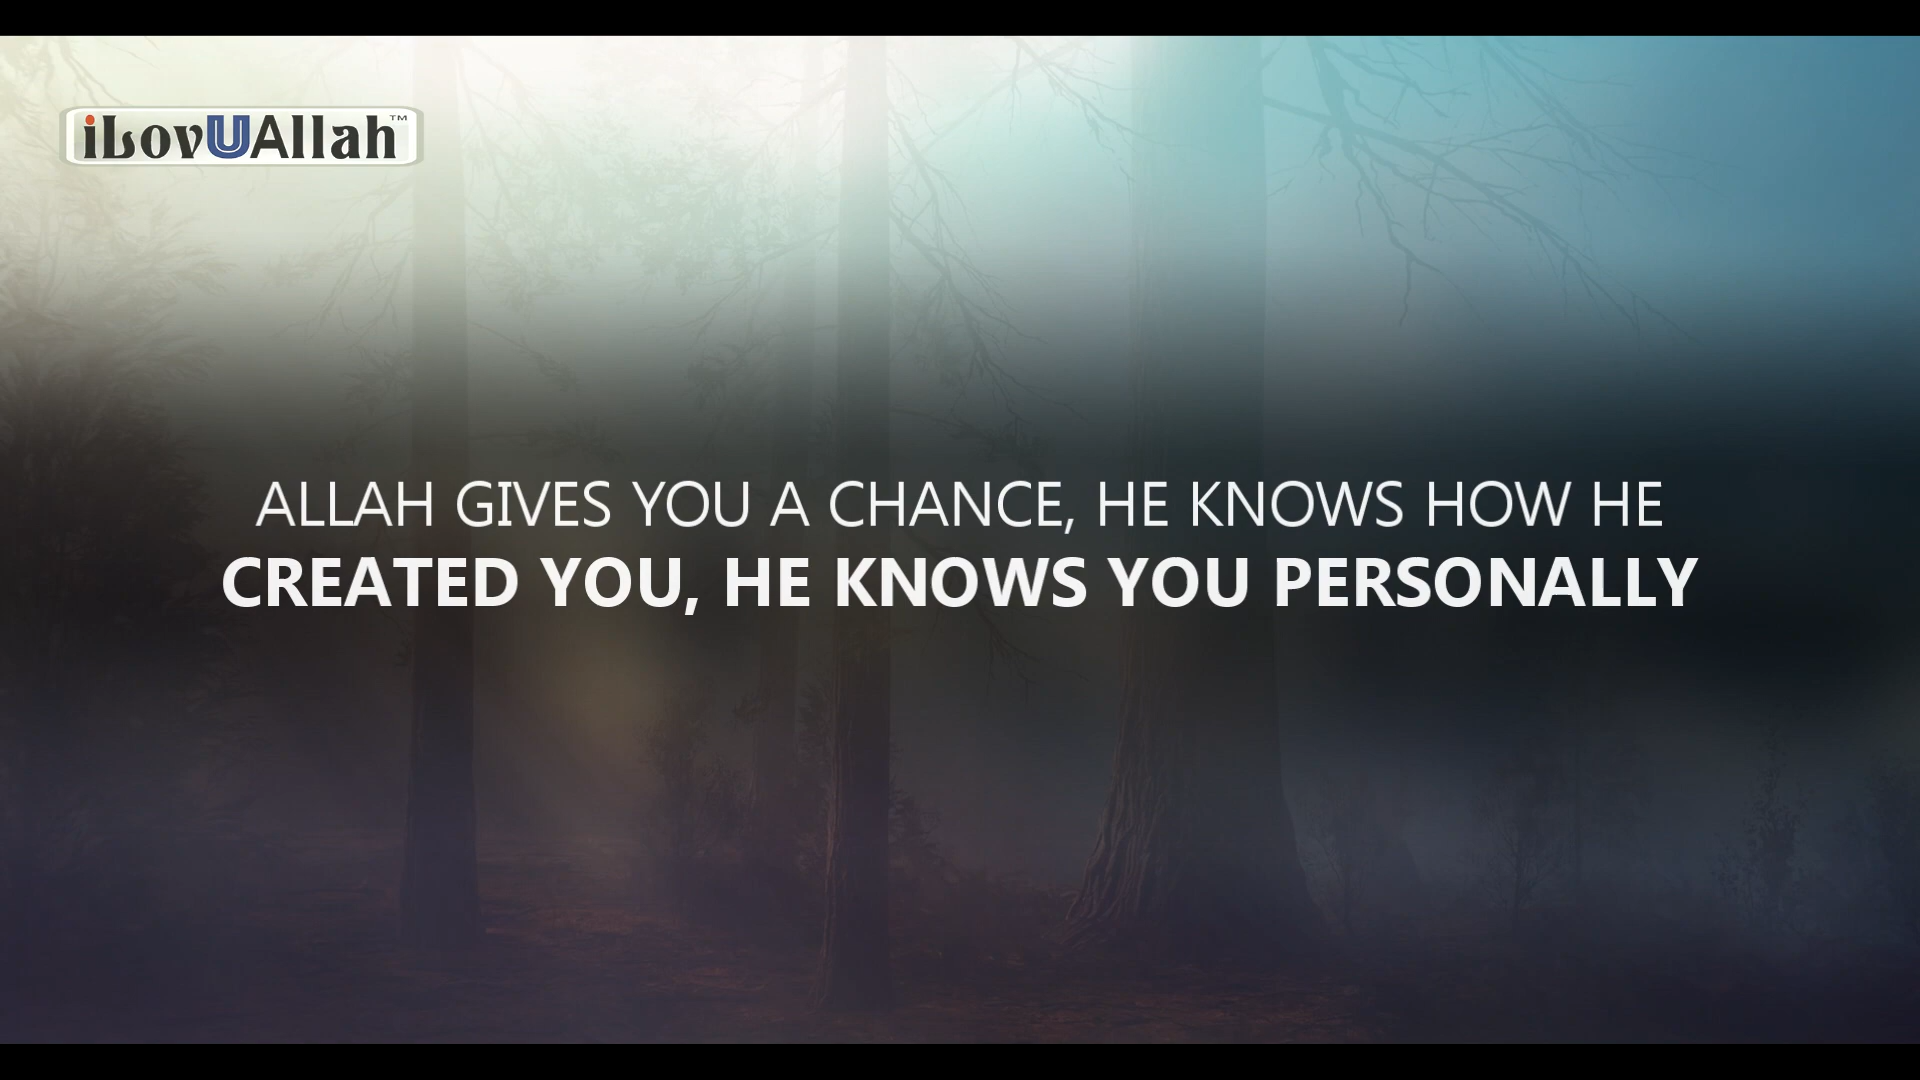 iLovUAllah™
ALLAH GIVES YOU A CHANCE, HE KNOWS HOW HE
CREATED YOU, HE KNOWS YOU PERSONALLY